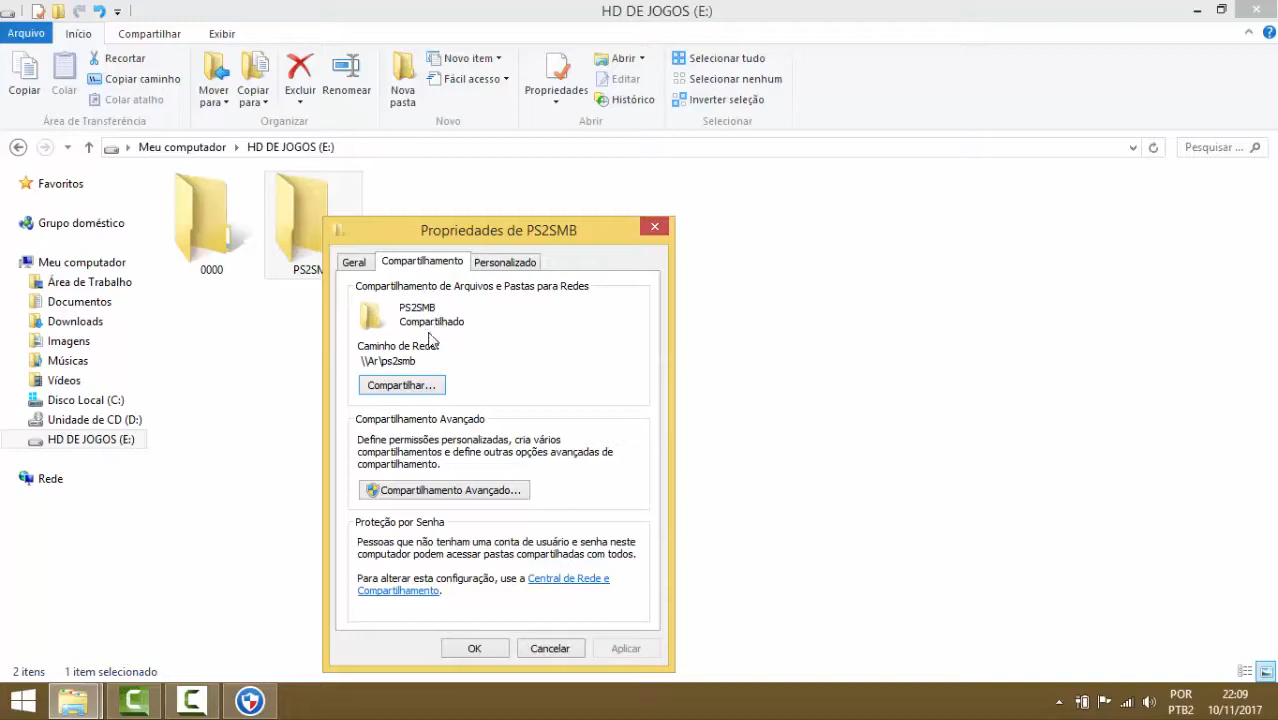 HD DE JOGOS (E:)
Arquivo
Início
Compartilhar
Exibir
Copiar
Colar
Recortar
Copiar caminho
Colar atalho
Área de Transferência
Mover para
Copiar para
Excluir
Renomear
Organizar
Nova pasta
Novo item
Fácil acesso
Novo
Propriedades
Abrir
Editar
Histórico
Abrir
Selecionar tudo
Selecionar nenhum
Inverter seleção
Selecionar
Meu computador
HD DE JOGOS (E:)
Pesquisar ...
Favoritos
Grupo doméstico
Meu computador
Área de Trabalho
Documentos
Downloads
Imagens
Músicas
Vídeos
Disco Local (C:)
Unidade de CD (D:)
HD DE JOGOS (E:)
Rede
0000
PS2SM
Propriedades de PS2SMB
Geral
Compartilhamento
Personalizado
Compartilhamento de Arquivos e Pastas para Redes
PS2SMB
Compartilhado
Caminho de Rede:
\\Ar\ps2smb
Compartilhar...
Compartilhamento Avançado
Define permissões personalizadas, cria vários
compartilhamentos e define outras opções avançadas de
compartilhamento.
Compartilhamento Avançado...
Proteção por Senha
Pessoas que não tenham uma conta de usuário e senha neste
computador podem acessar pastas compartilhadas com todos.
Para alterar esta configuração, use a Central de Rede e
Compartilhamento.
OK
Cancelar
Aplicar
2 itens
1 item selecionado
POR
PTB2
22:09
10/11/2017